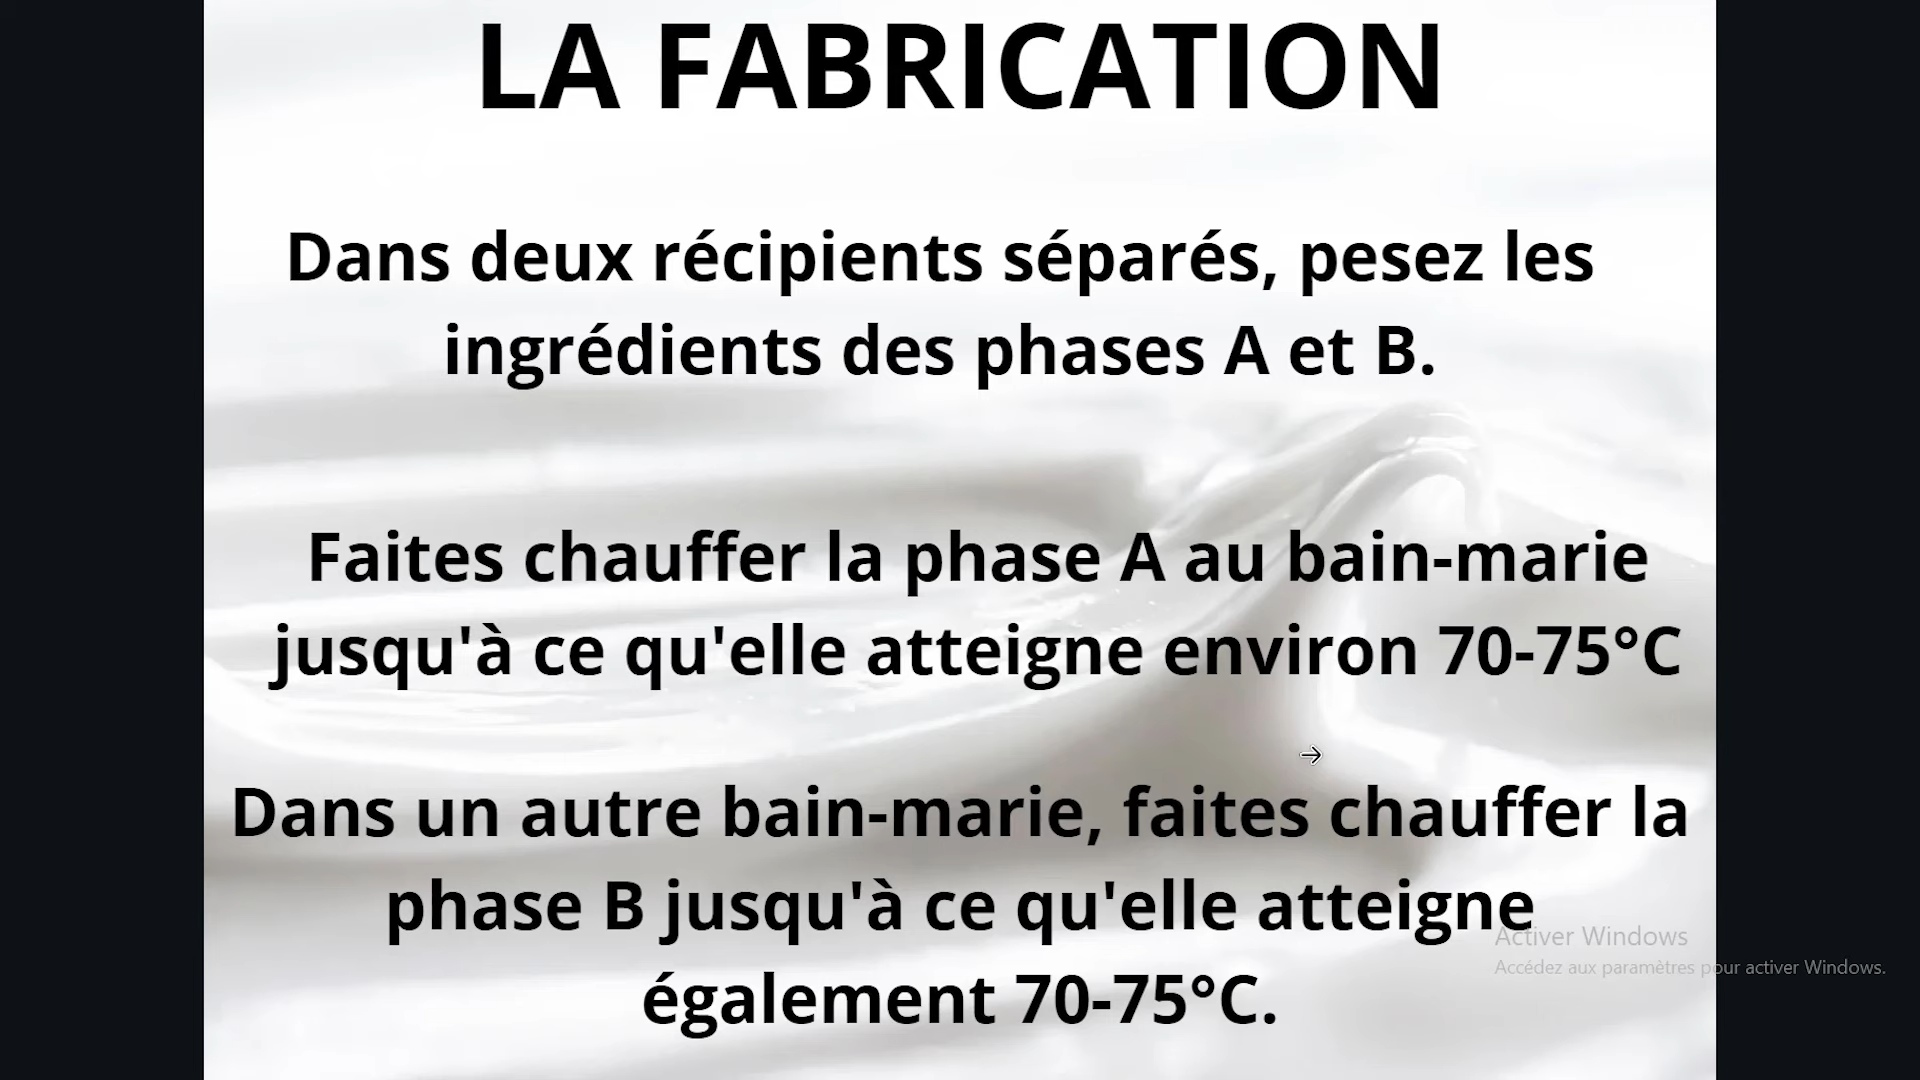 LA FABRICATION
Dans deux récipients séparés, pesez les
ingrédients des phases A et B.
Faites chauffer la phase A au bain-marie
jusqu'à ce qu'elle atteigne environ 70-75°C
Dans un autre bain-marie, faites chauffer la
phase B jusqu'à ce qu'elle atteigne
également 70-75°C.
Activer Windows
Accédez aux paramètres pour activer Windows.